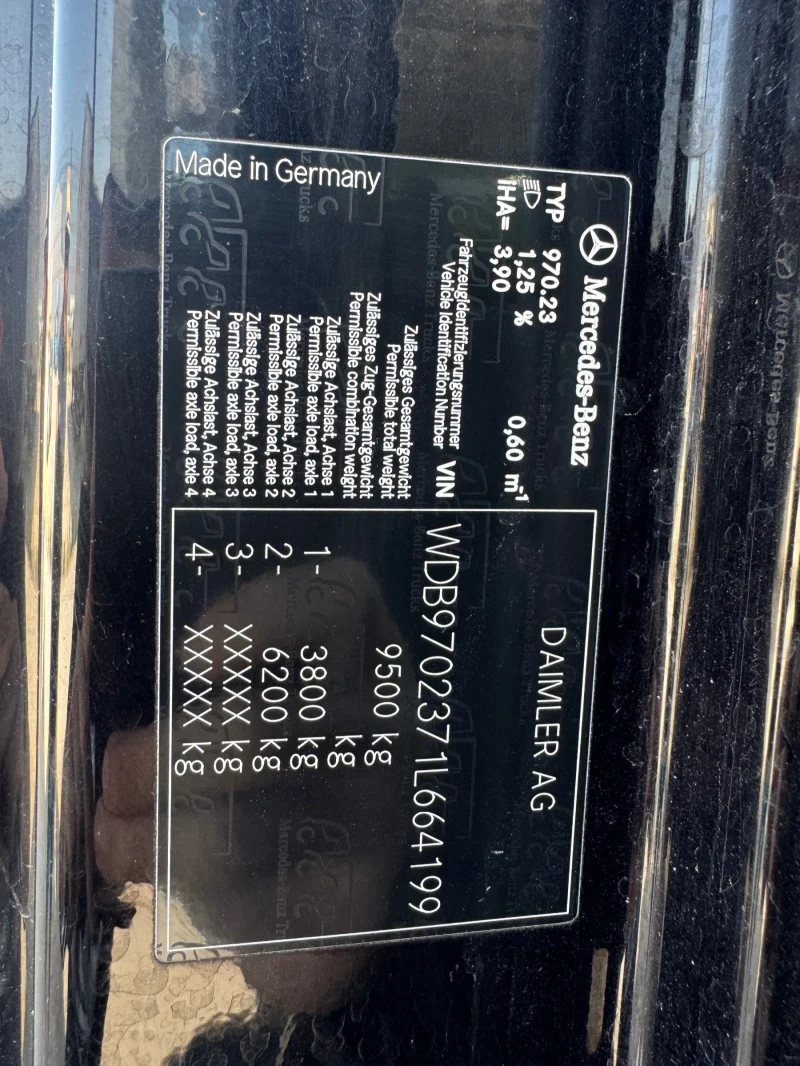 Mercedes-Benz
DAIMLER AG
TYP 970.23
1,25 % 0,60 m⁻¹
IHA= 3,90
Fahrzeugidentifizierungsnummer
Vehicle Identification Number VIN WDB9702371L664199
Zulässiges Gesamtgewicht
Permissible total weight 9500 kg
Zulässiges Zug-Gesamtgewicht
Permissible combination weight kg
Zulässige Achslast, Achse 1
Permissible axle load, axle 1 1- 3800 kg
Zulässige Achslast, Achse 2
Permissible axle load, axle 2 2- 6200 kg
Zulässige Achslast, Achse 3
Permissible axle load, axle 3 3- XXXXX kg
Zulässige Achslast, Achse 4
Permissible axle load, axle 4 4- XXXXX kg
Made in Germany